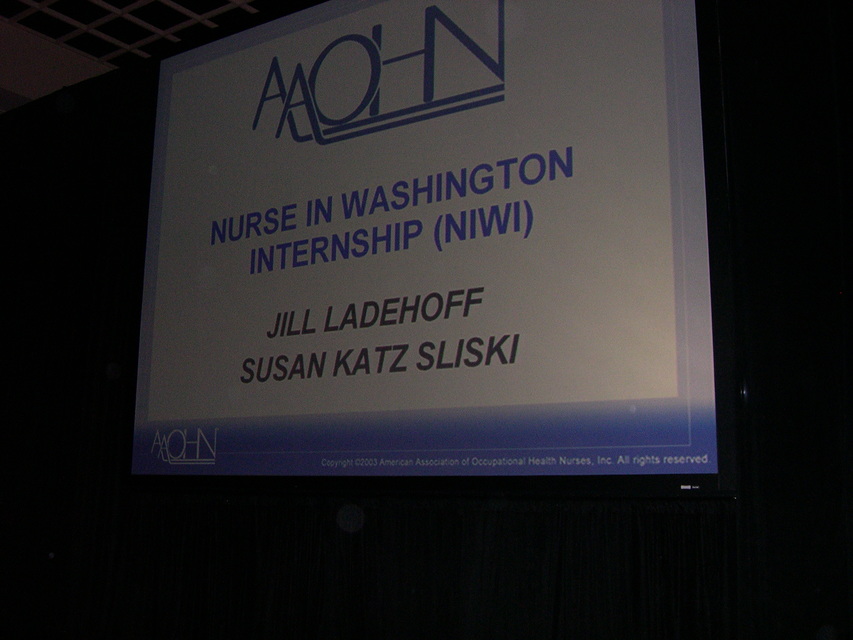 AAOHN
NURSE IN WASHINGTON
INTERNSHIP (NIWI)
JILL LADEHOFF
SUSAN KATZ SLISKI
AAOHN
Copyright ©2003 American Association of Occupational Health Nurses, Inc. All rights reserved.